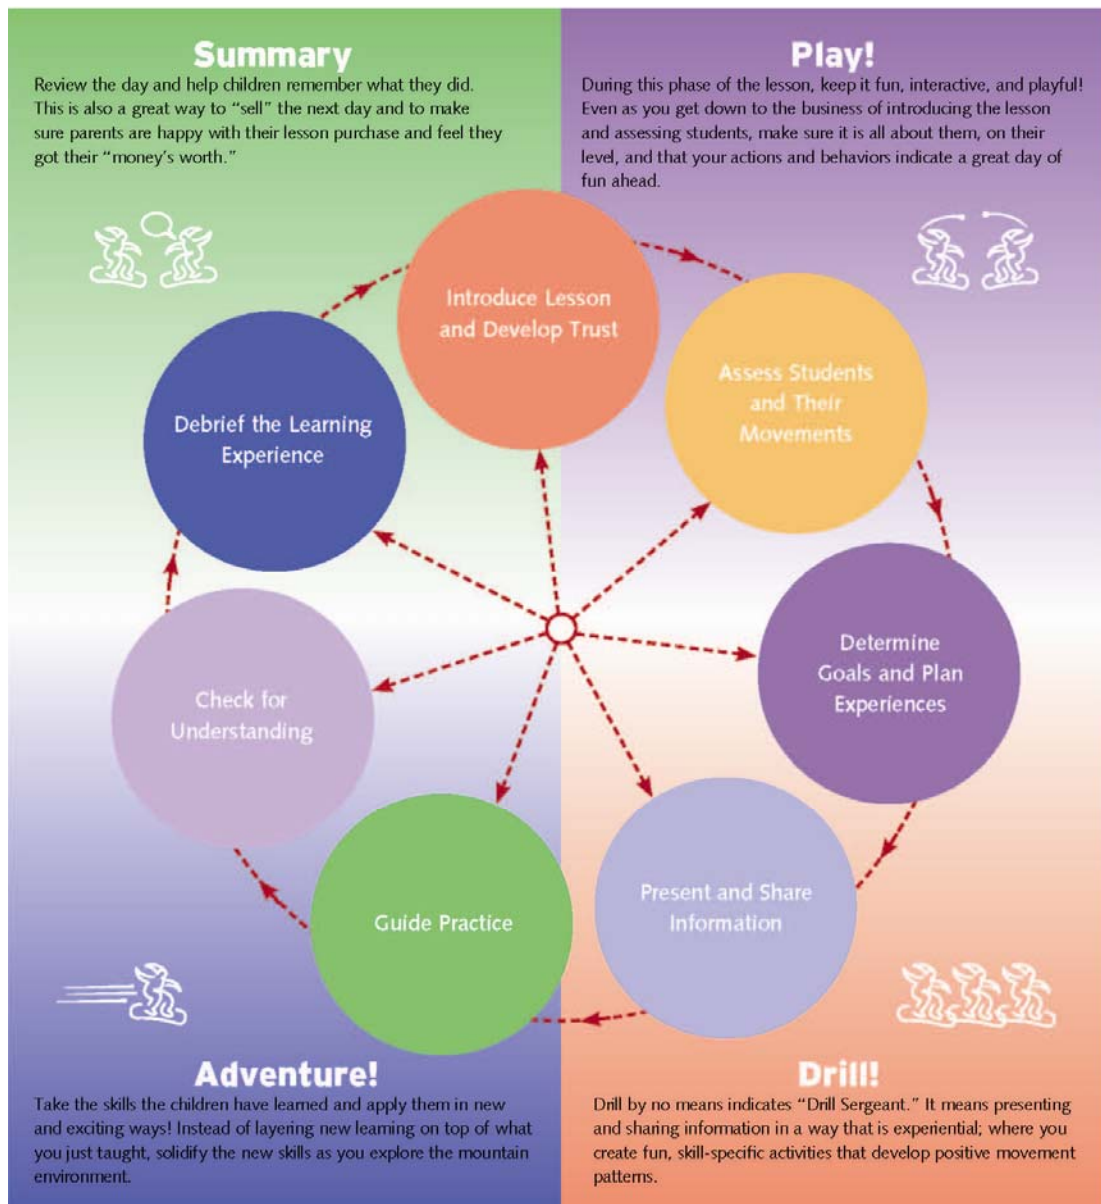 Summary
Review the day and help children remember what they did.
This is also a great way to “sell” the next day and to make
sure parents are happy with their lesson purchase and feel they
got their “money’s worth.”
Play!
During this phase of the lesson, keep it fun, interactive, and playful!
Even as you get down to the business of introducing the lesson
and assessing students, make sure it is all about them, on their
level, and that your actions and behaviors indicate a great day of
fun ahead.
Introduce Lesson
and Develop Trust
Assess Students
and Their
Movements
Determine
Goals and Plan
Experiences
Present and Share
Information
Guide Practice
Check for
Understanding
Debrief the Learning
Experience
Adventure!
Take the skills the children have learned and apply them in new
and exciting ways! Instead of layering new learning on top of what
you just taught, solidify the new skills as you explore the mountain
environment.
Drill!
Drill by no means indicates “Drill Sergeant.” It means presenting
and sharing information in a way that is experiential; where you
create fun, skill-specific activities that develop positive movement
patterns.